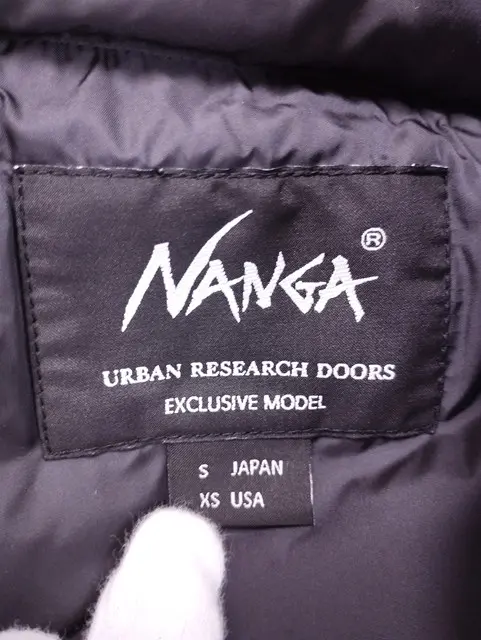 NANGA®
URBAN RESEARCH DOORS
EXCLUSIVE MODEL
S JAPAN
XS USA